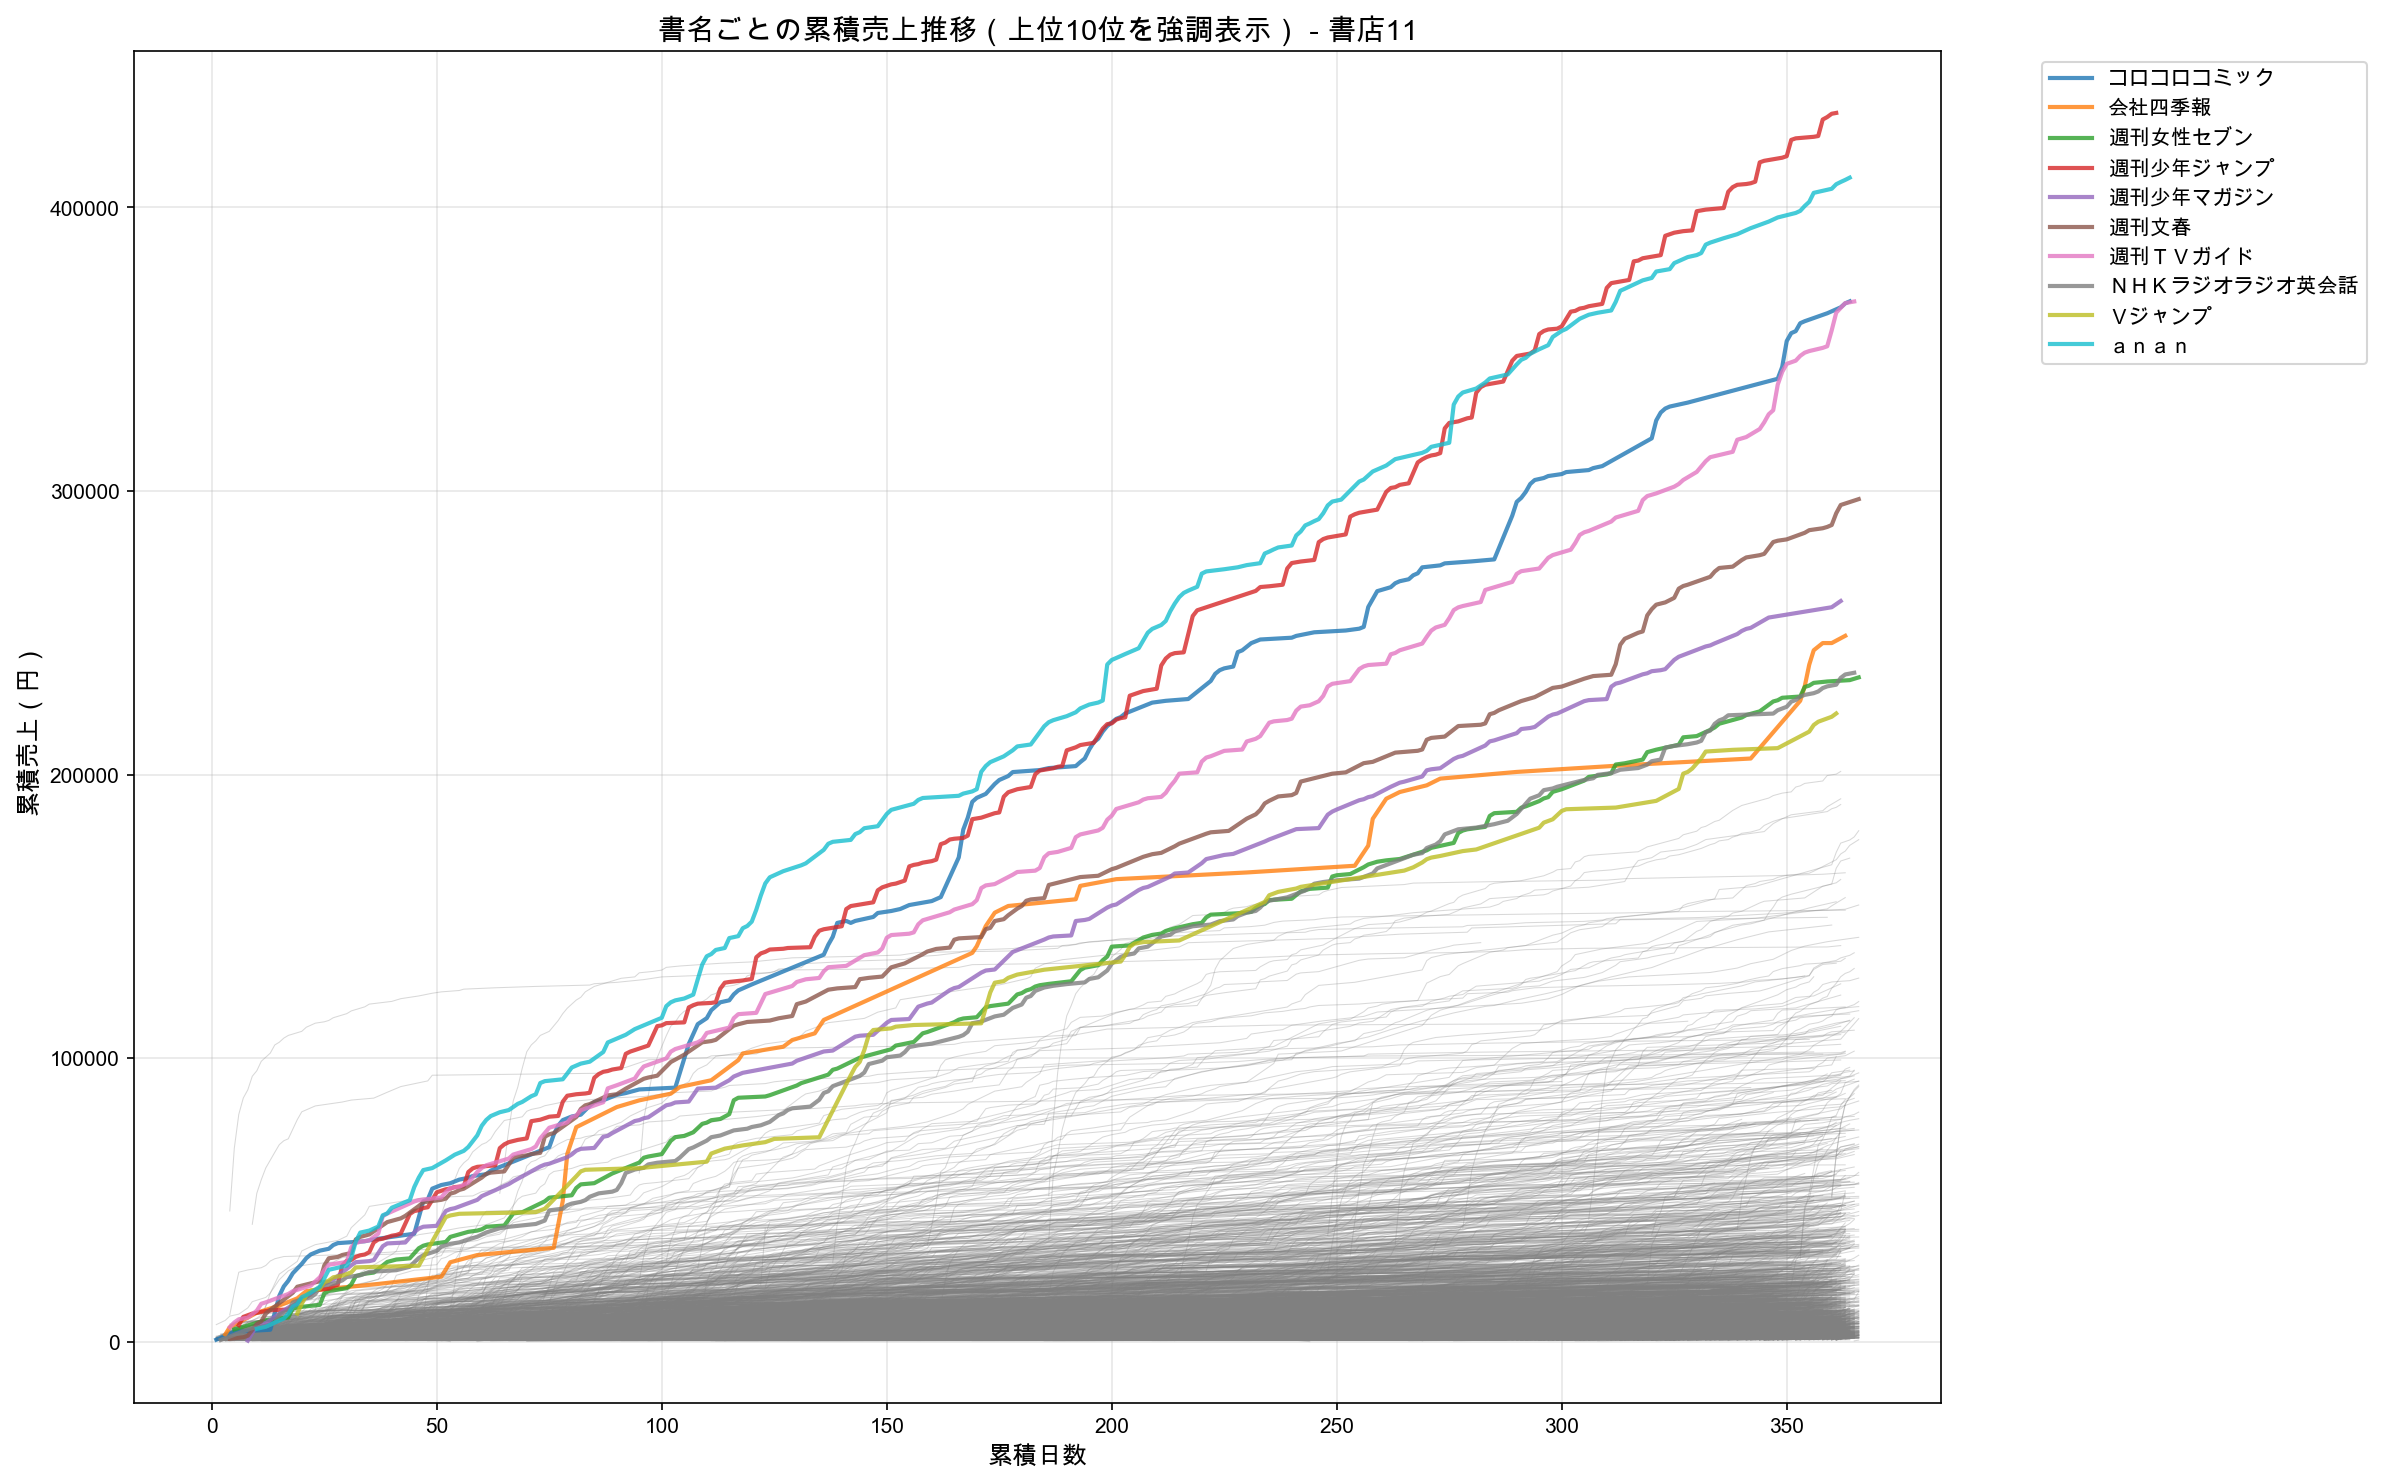 書名ごとの累積売上推移（上位10位を強調表示） - 書店11
コロコロコミック
会社四季報
週刊女性セブン
週刊少年ジャンプ
週刊少年マガジン
週刊文春
週刊ＴＶガイド
ＮＨＫラジオラジオ英会話
Ｖジャンプ
ａｎａｎ
累積売上（円）
400000
300000
200000
100000
0
0 50 100 150 200 250 300 350
累積日数